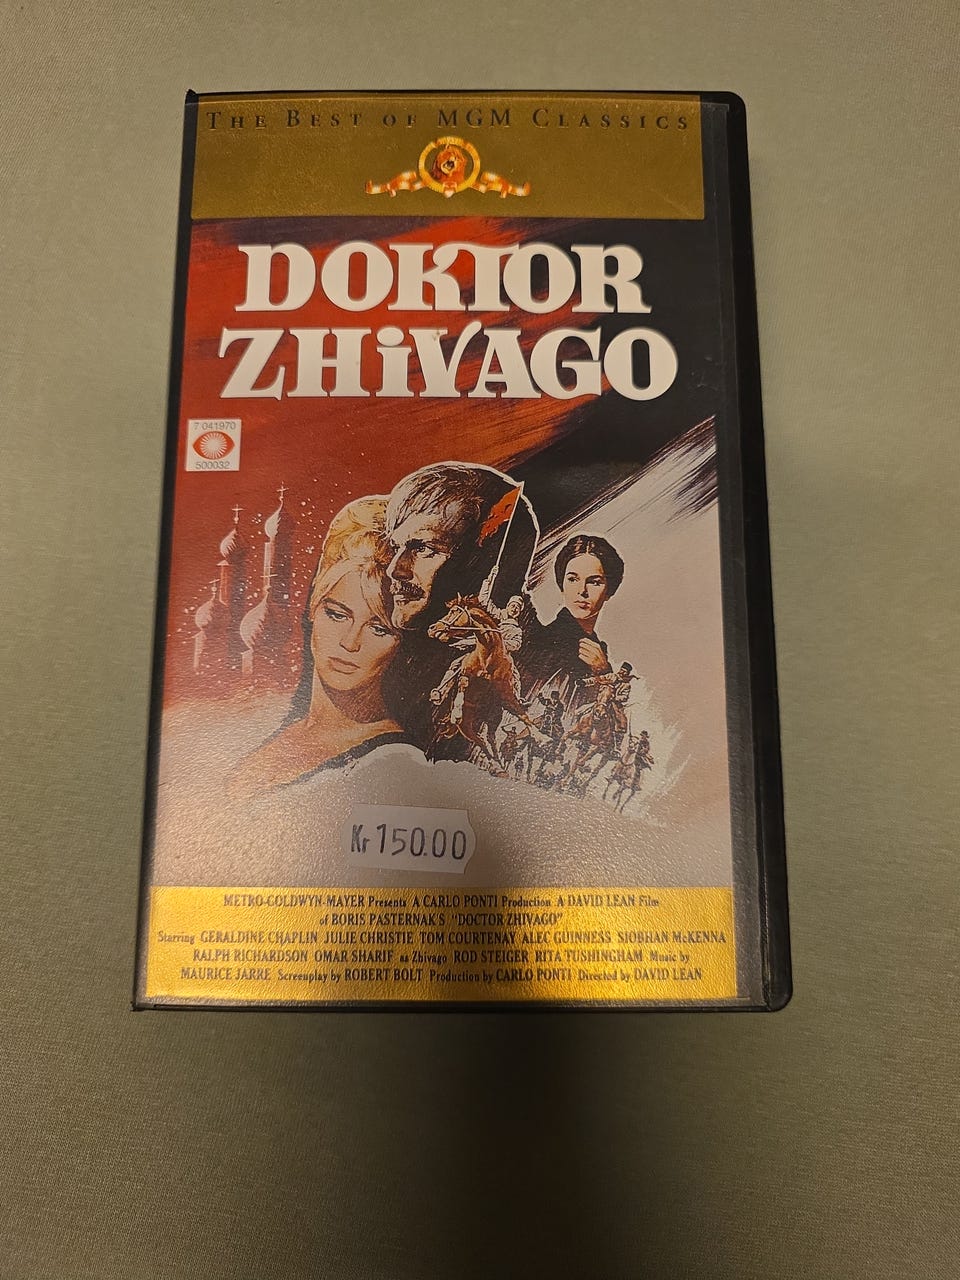 THE BEST OF MGM CLASSICS
DOKTOR
ZHiVAGO
7 041970
500032
Kr 150.00
METRO-GOLDWYN-MAYER Presents A CARLO PONTI Production A DAVID LEAN Film
of BORIS PASTERNAK'S "DOCTOR ZHIVAGO"
Starring GERALDINE CHAPLIN JULIE CHRISTIE TOM COURTENAY ALEC GUINNESS SIOBHAN McKENNA
RALPH RICHARDSON OMAR SHARIF as Zhivago ROD STEIGER RITA TUSHINGHAM Music by
MAURICE JARRE Screenplay by ROBERT BOLT Production by CARLO PONTI Directed by DAVID LEAN